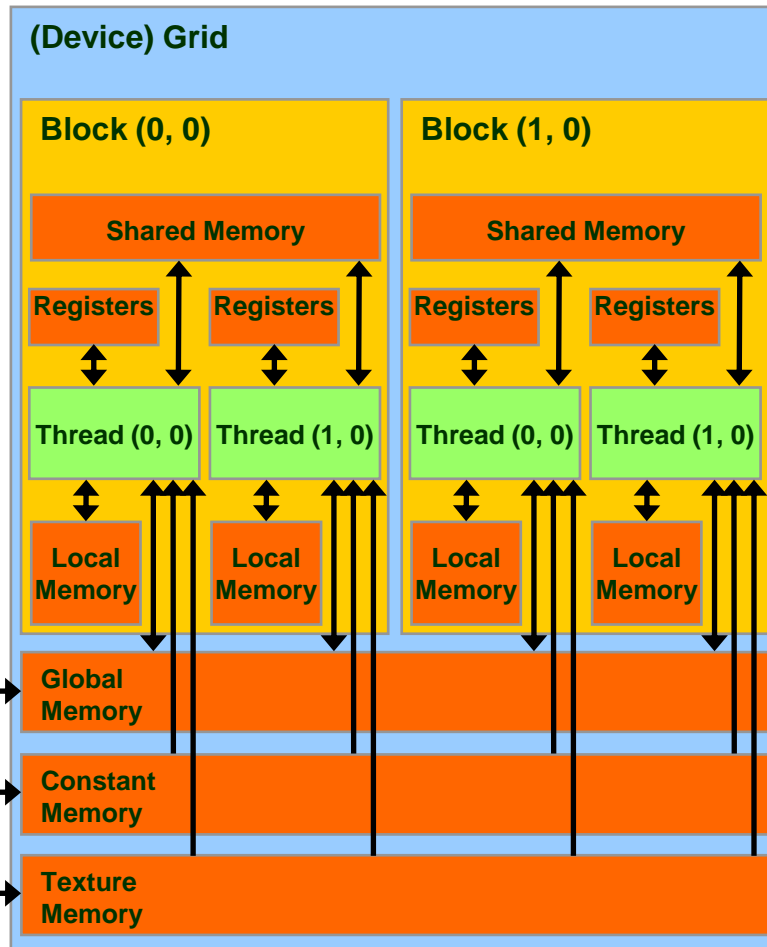 (Device) Grid
Block (0, 0)
Block (1, 0)
Shared Memory
Shared Memory
Registers
Registers
Registers
Registers
Thread (0, 0)
Thread (1, 0)
Thread (0, 0)
Thread (1, 0)
Local
Memory
Local
Memory
Local
Memory
Local
Memory
Global
Memory
Constant
Memory
Texture
Memory